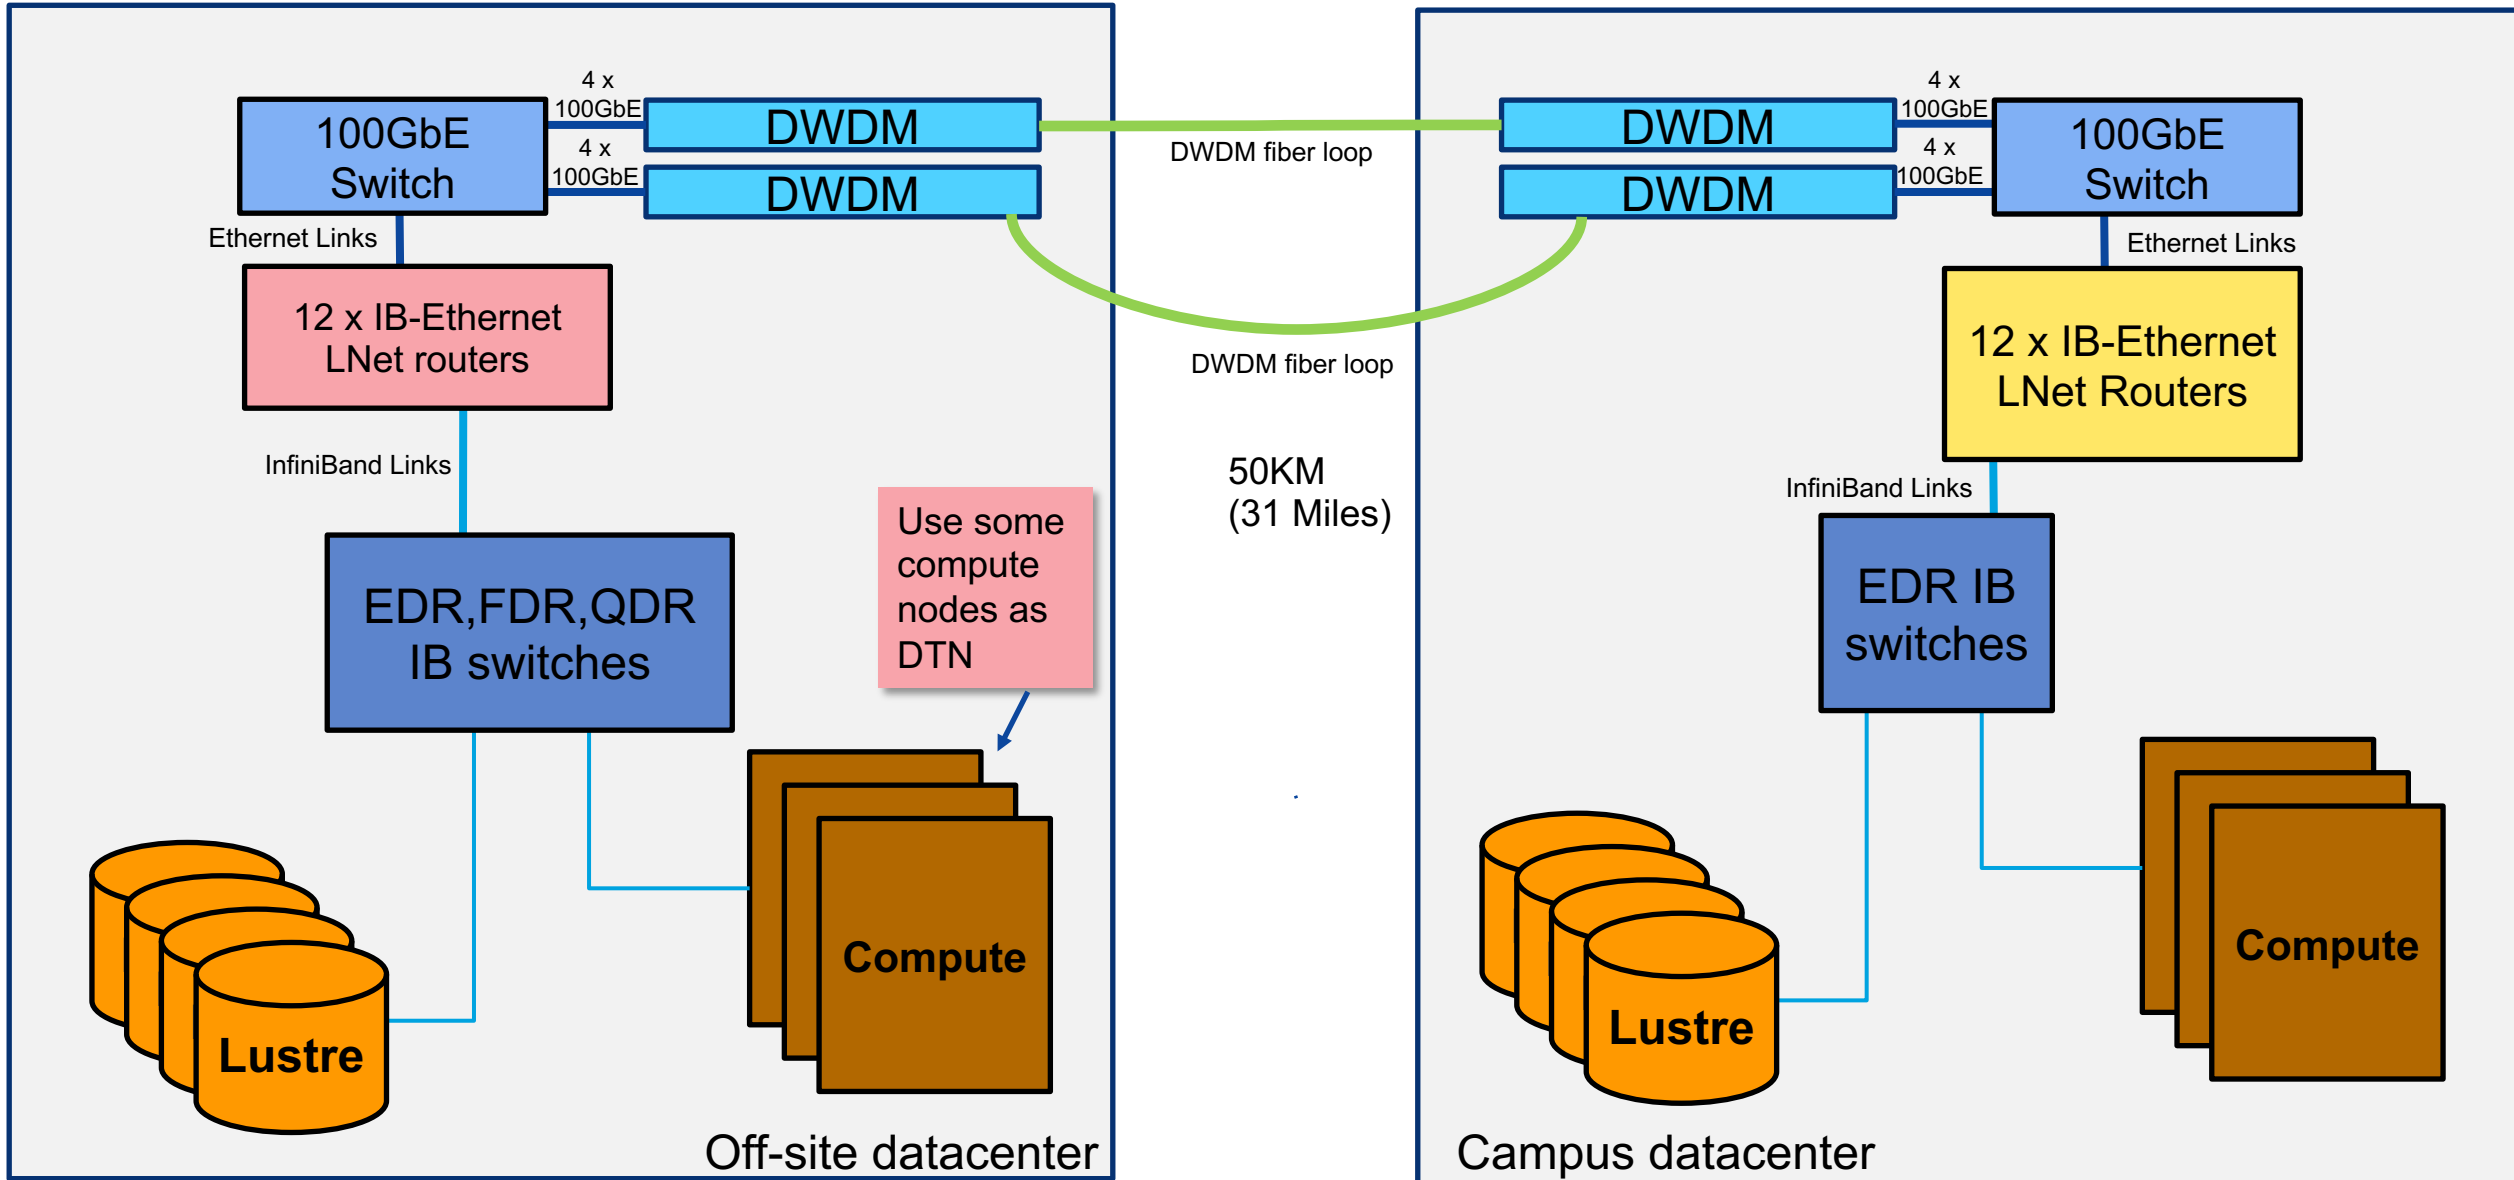 4 x
100GbE
100GbE
Switch
DWDM
4 x
100GbE
DWDM
Ethernet Links
12 x IB-Ethernet
LNet routers
InfiniBand Links
EDR,FDR,QDR
IB switches
Use some
compute
nodes as
DTN
Lustre
Compute
Off-site datacenter
DWDM fiber loop
DWDM fiber loop
50KM
(31 Miles)
DWDM
4 x
100GbE
100GbE
Switch
DWDM
4 x
100GbE
Ethernet Links
12 x IB-Ethernet
LNet Routers
InfiniBand Links
EDR IB
switches
Lustre
Compute
Campus datacenter